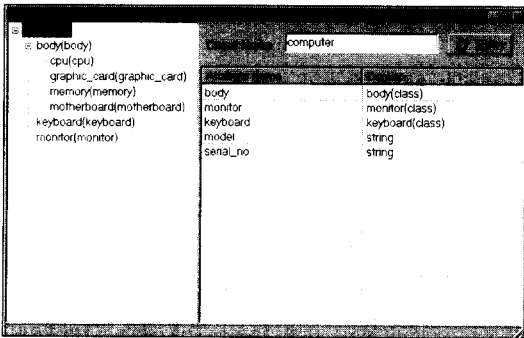 body(body)
cpu(cpu)
graphic_card(graphic_card)
memory(memory)
motherboard(motherboard)
keyboard(keyboard)
monitor(monitor)
computer
body body(class)
monitor monitor(class)
keyboard keyboard(class)
model string
serial_no string